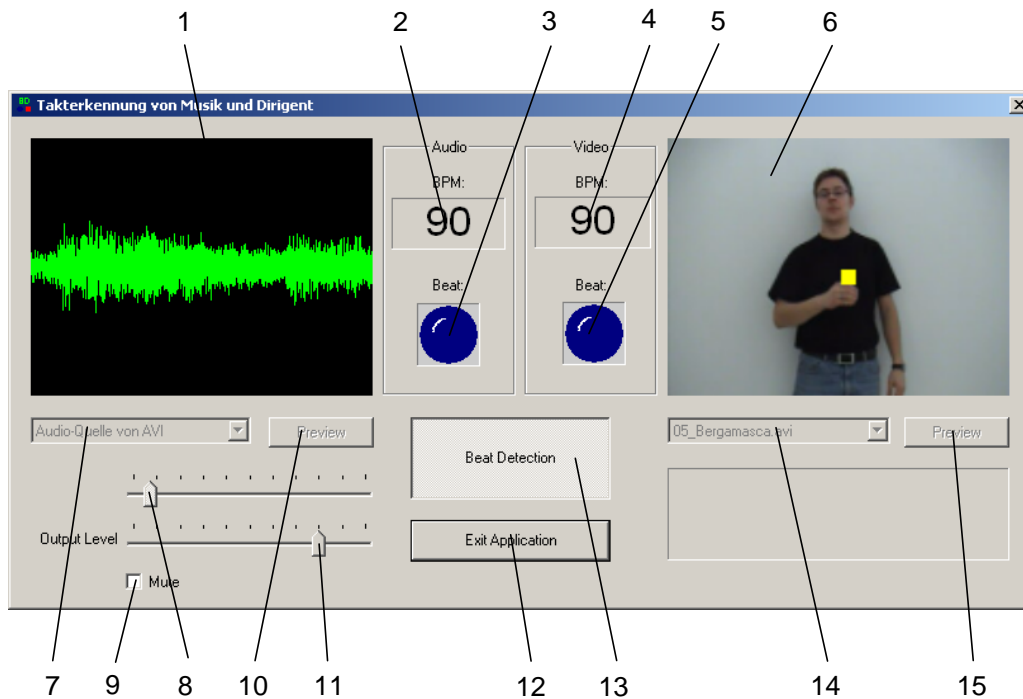 1 2 3 4 5 6
BD
Takterkennung von Musik und Dirigent
Audio
Video
BPM:
BPM:
90
90
Beat:
Beat:
Audio-Quelle von AVI
Preview
05_Bergamasca.avi
Preview
Beat Detection
Output Level
Exit Application
Mute
7 9 8 10 11 12 13 14 15